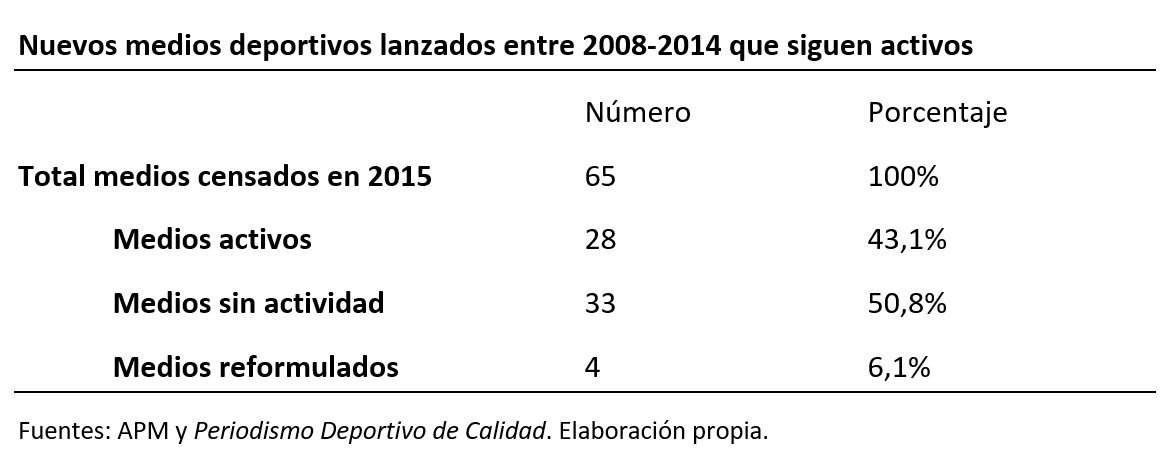 Nuevos medios deportivos lanzados entre 2008-2014 que siguen activos
Número Porcentaje
Total medios censados en 2015 65 100%
Medios activos 28 43,1%
Medios sin actividad 33 50,8%
Medios reformulados 4 6,1%
Fuentes: APM y Periodismo Deportivo de Calidad. Elaboración propia.